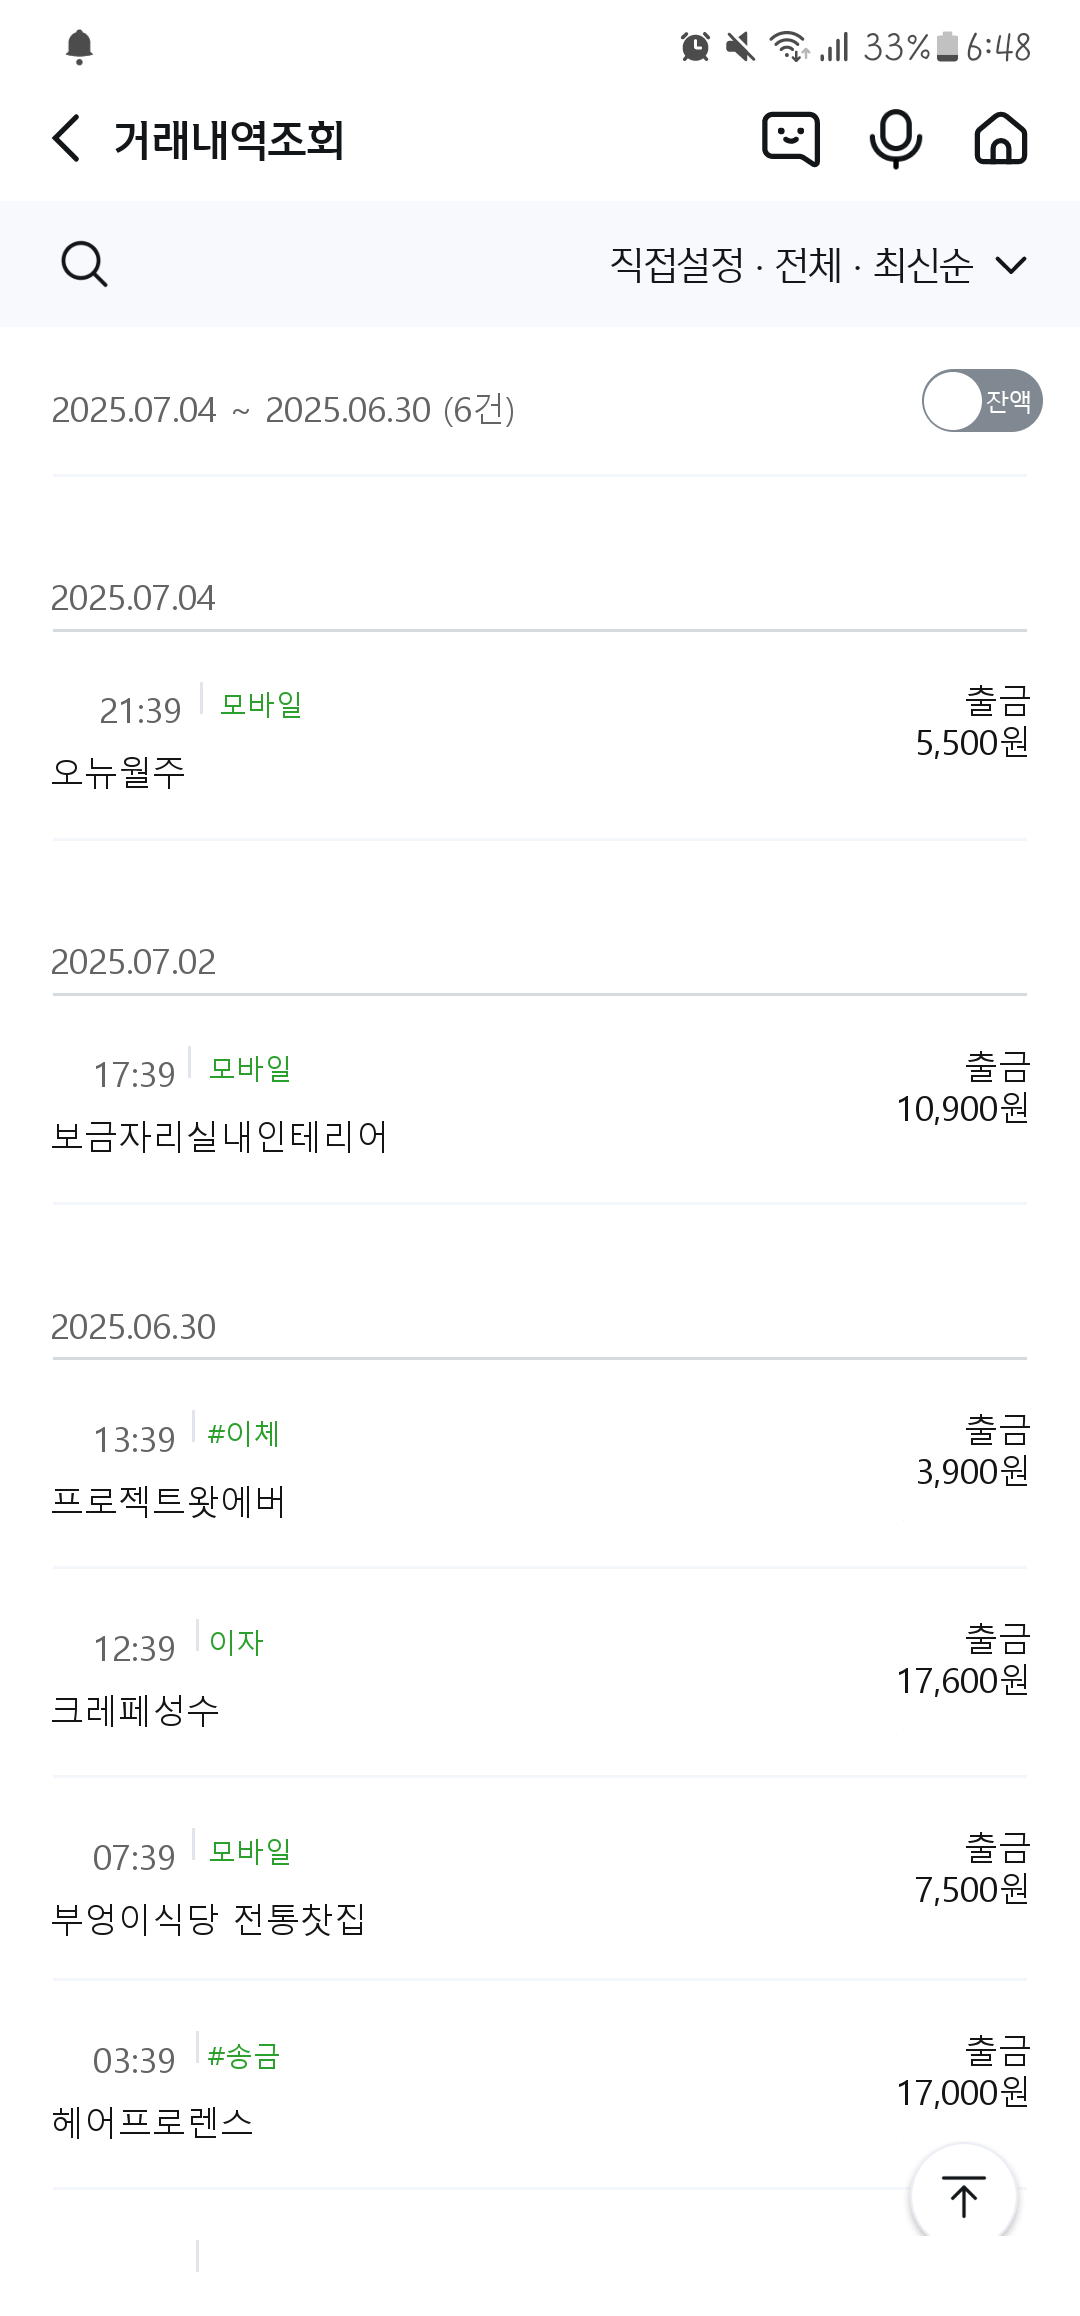 33% 6:48
거래내역조회
직접설정 · 전체 · 최신순
2025.07.04 ~ 2025.06.30 (6건)
잔액
2025.07.04
21:39 모바일
출금
5,500원
오뉴월주
2025.07.02
17:39 모바일
출금
10,900원
보금자리실내인테리어
2025.06.30
13:39 #이체
출금
3,900원
프로젝트왓에버
12:39 이자
출금
17,600원
크레페성수
07:39 모바일
출금
7,500원
부엉이식당 전통찻집
03:39 #송금
출금
17,000원
헤어프로렌스